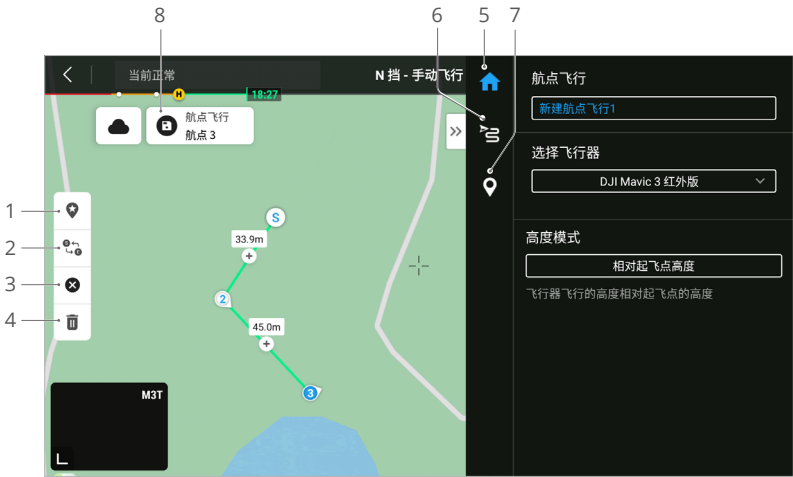 8
6
5
7
当前正常
N 挡 - 手动飞行
H
18:27
航点飞行
航点 3
航点飞行
新建航点飞行1
选择飞行器
DJI Mavic 3 红外版
高度模式
相对起飞点高度
飞行器飞行的高度相对起飞点的高度
1
2
3
4
S
33.9m
2
45.0m
3
M3T